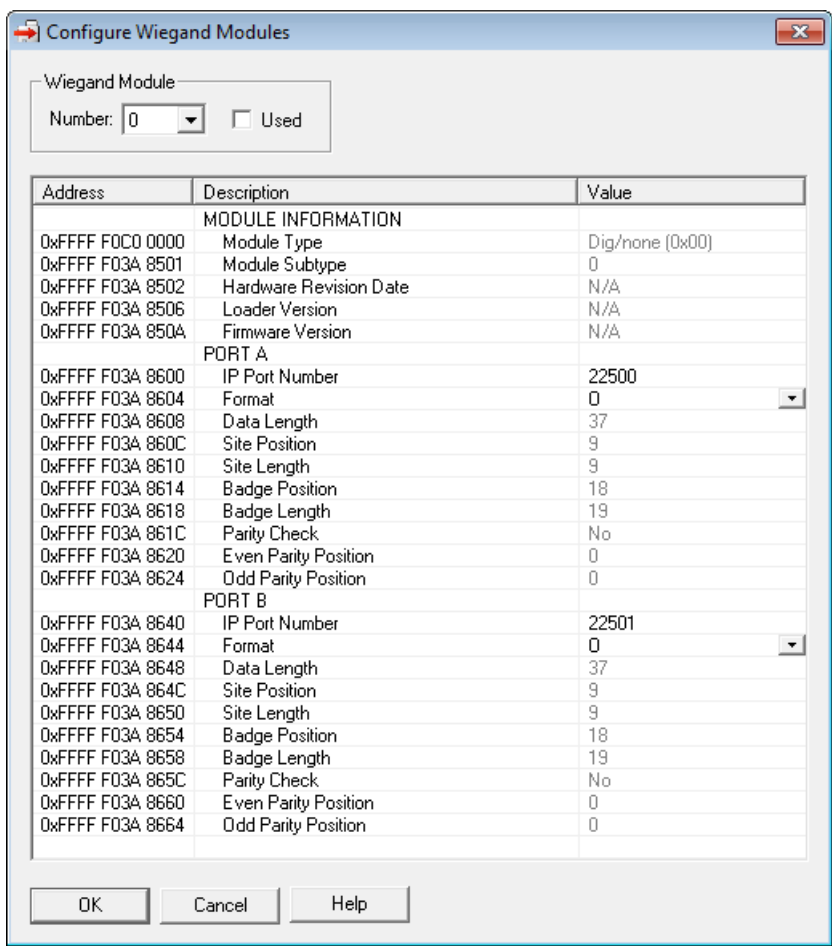 Configure Wiegand Modules
Wiegand Module
Number: 0 Used
Address Description Value
MODULE INFORMATION
0xFFFF F0C0 0000 Module Type Dig/none (0x00)
0xFFFF F03A 8501 Module Subtype 0
0xFFFF F03A 8502 Hardware Revision Date N/A
0xFFFF F03A 8506 Loader Version N/A
0xFFFF F03A 850A Firmware Version N/A
PORT A
0xFFFF F03A 8600 IP Port Number 22500
0xFFFF F03A 8604 Format O
0xFFFF F03A 8608 Data Length 37
0xFFFF F03A 860C Site Position 9
0xFFFF F03A 8610 Site Length 9
0xFFFF F03A 8614 Badge Position 18
0xFFFF F03A 8618 Badge Length 19
0xFFFF F03A 861C Parity Check No
0xFFFF F03A 8620 Even Parity Position 0
0xFFFF F03A 8624 Odd Parity Position 0
PORT B
0xFFFF F03A 8640 IP Port Number 22501
0xFFFF F03A 8644 Format O
0xFFFF F03A 8648 Data Length 37
0xFFFF F03A 864C Site Position 9
0xFFFF F03A 8650 Site Length 9
0xFFFF F03A 8654 Badge Position 18
0xFFFF F03A 8658 Badge Length 19
0xFFFF F03A 865C Parity Check No
0xFFFF F03A 8660 Even Parity Position 0
0xFFFF F03A 8664 Odd Parity Position 0
OK Cancel Help